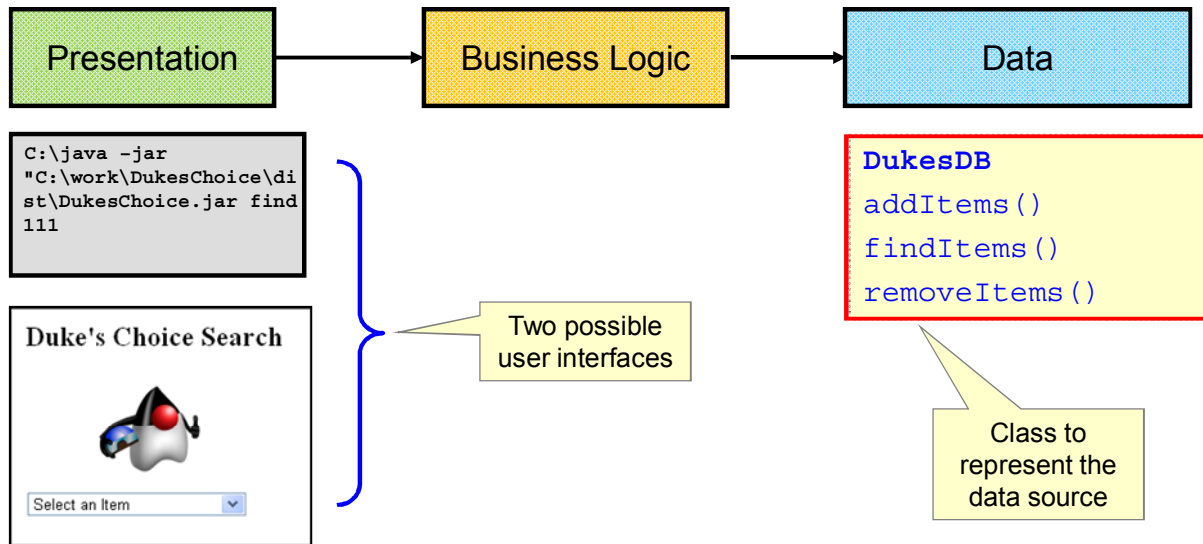 Presentation
Business Logic
Data
C:\java –jar
"C:\work\DukesChoice\di
st\DukesChoice.jar find
111
DukesDB
addItems()
findItems()
removeItems()
Duke's Choice Search
Select an Item
Two possible
user interfaces
Class to
represent the
data source